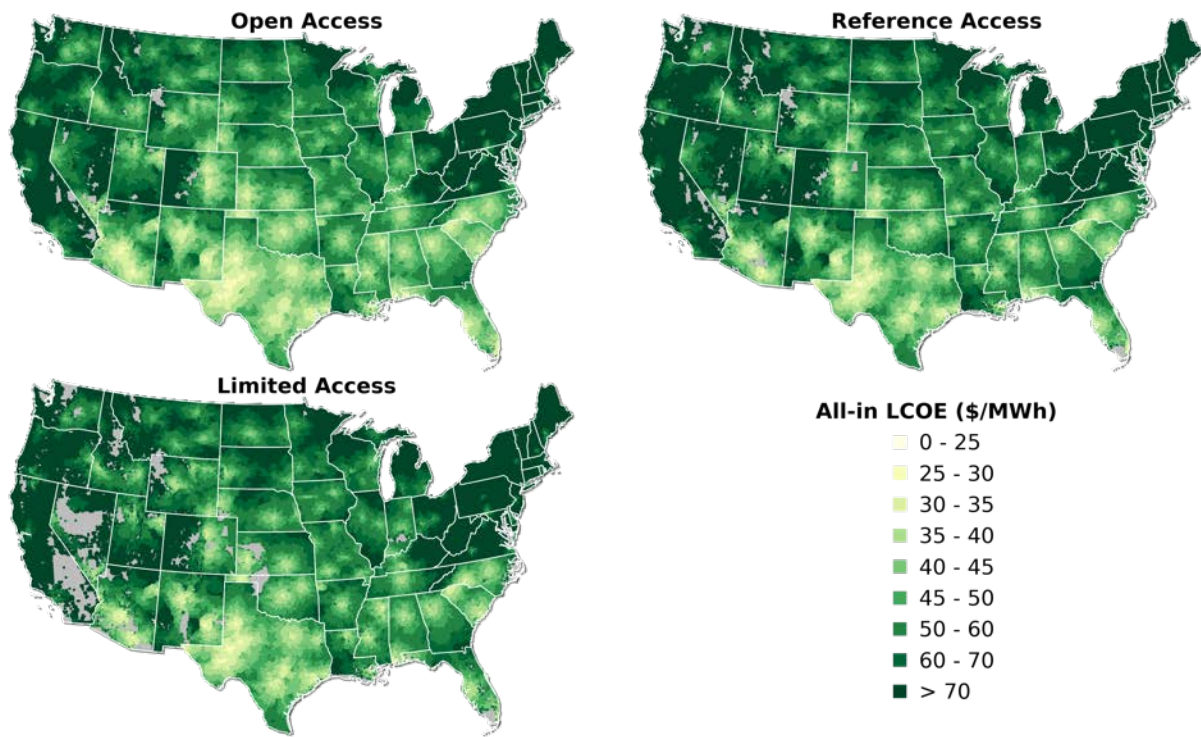 Open Access
Reference Access
Limited Access
All-in LCOE ($/MWh)
0 - 25
25 - 30
30 - 35
35 - 40
40 - 45
45 - 50
50 - 60
60 - 70
> 70